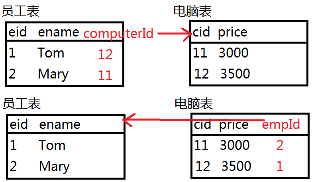 员工表 电脑表
eid ename computerId cid price
1 Tom 12 11 3000
2 Mary 11 12 3500
员工表 电脑表
eid ename cid price empId
1 Tom 11 3000 2
2 Mary 12 3500 1